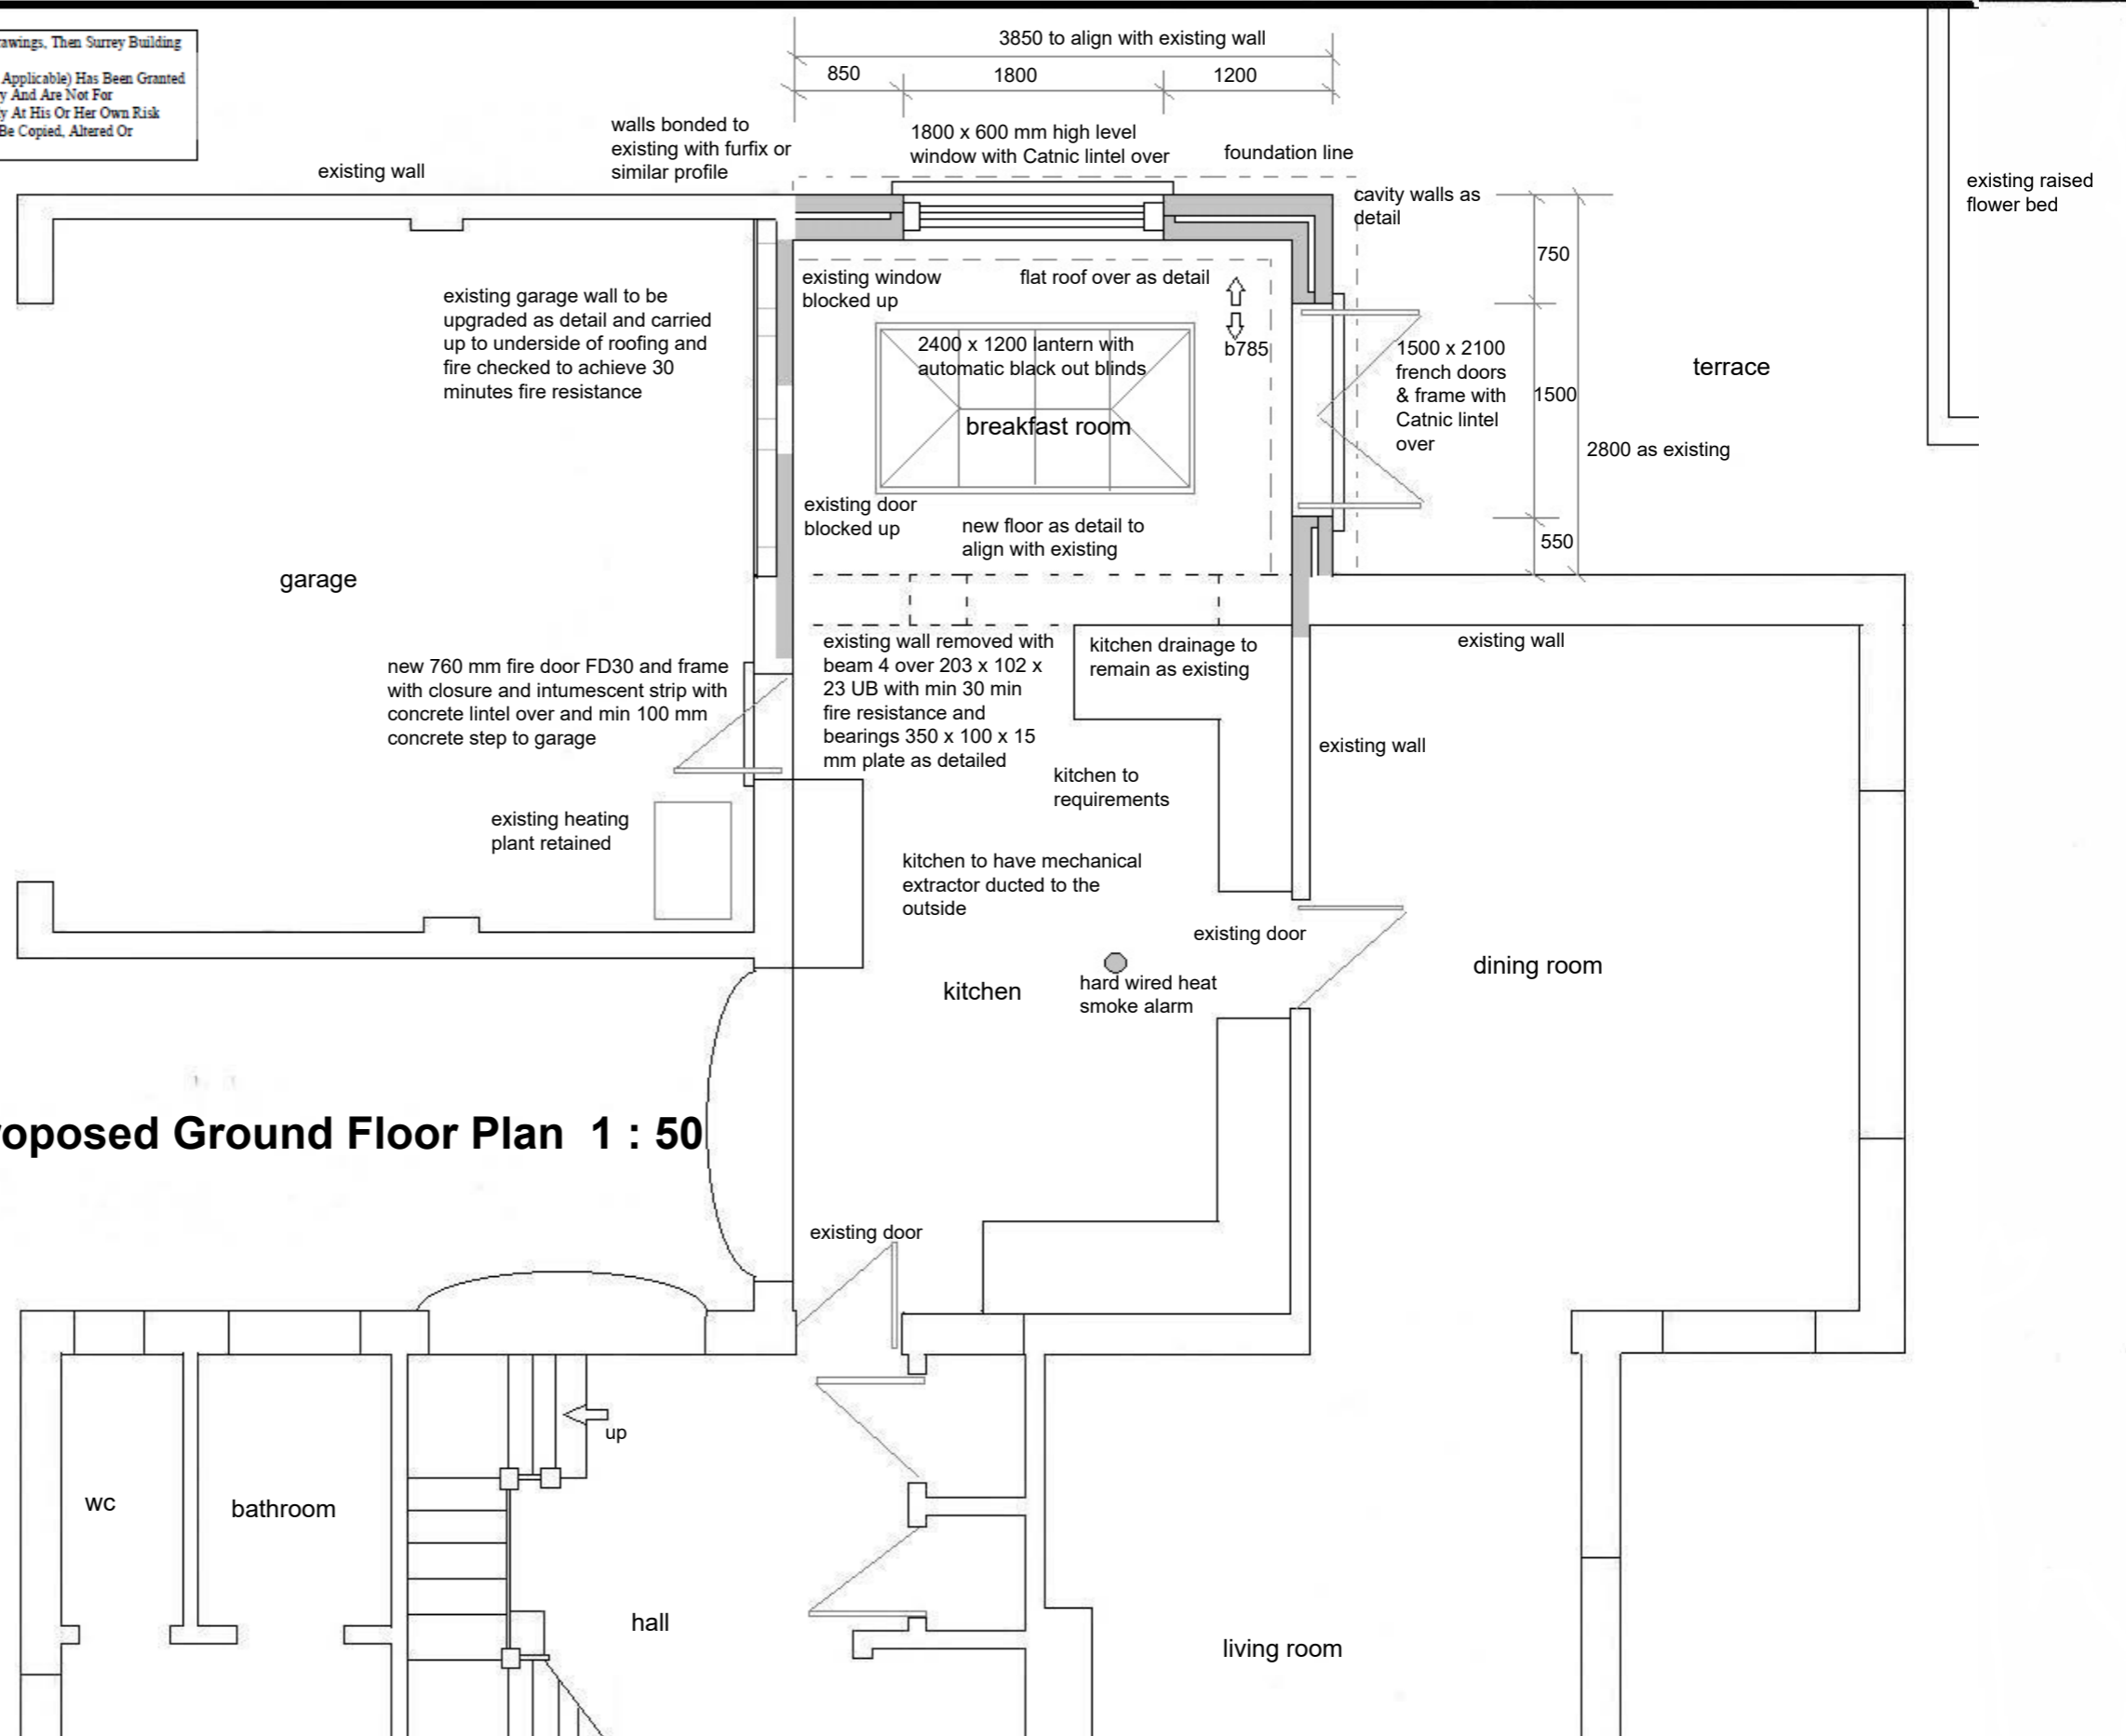 awings, Then Surrey Building
Applicable) Has Been Granted
y And Are Not For
y At His Or Her Own Risk
Be Copied, Altered Or
3850 to align with existing wall
850
1800
1200
walls bonded to
existing with furfix or
similar profile
1800 x 600 mm high level
window with Catnic lintel over
foundation line
existing wall
cavity walls as
detail
existing raised
flower bed
750
existing window
blocked up
flat roof over as detail
existing garage wall to be
upgraded as detail and carried
up to underside of roofing and
fire checked to achieve 30
minutes fire resistance
2400 x 1200 lantern with
automatic black out blinds
b785
1500 x 2100
french doors
& frame with
Catnic lintel
over
1500
terrace
breakfast room
2800 as existing
existing door
blocked up
new floor as detail to
align with existing
550
garage
existing wall removed with
beam 4 over 203 x 102 x
23 UB with min 30 min
fire resistance and
bearings 350 x 100 x 15
mm plate as detailed
kitchen drainage to
remain as existing
existing wall
new 760 mm fire door FD30 and frame
with closure and intumescent strip with
concrete lintel over and min 100 mm
concrete step to garage
existing wall
kitchen to
requirements
existing heating
plant retained
kitchen to have mechanical
extractor ducted to the
outside
existing door
dining room
kitchen
hard wired heat
smoke alarm
oposed Ground Floor Plan 1 : 50
existing door
up
wc
bathroom
hall
living room